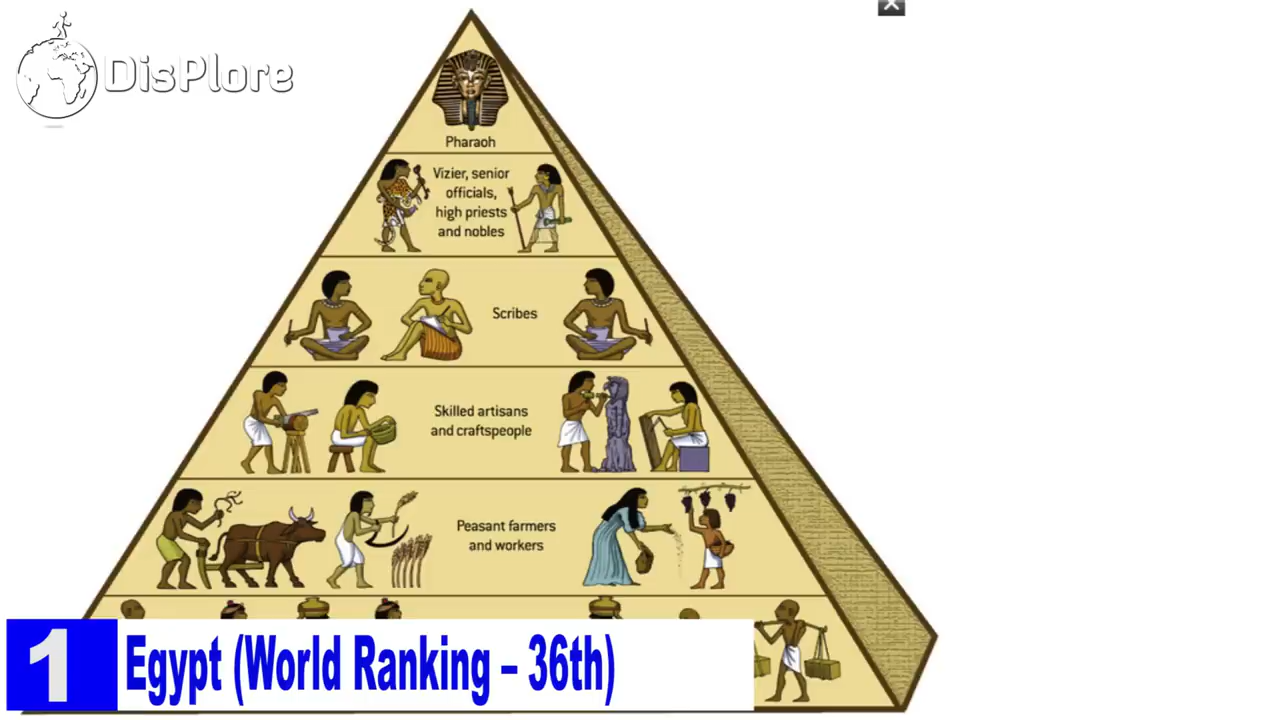 DisPlore
Pharaoh
Vizier, senior
officials,
high priests
and nobles
Scribes
Skilled artisans
and craftspeople
Peasant farmers
and workers
1
Egypt (World Ranking – 36th)